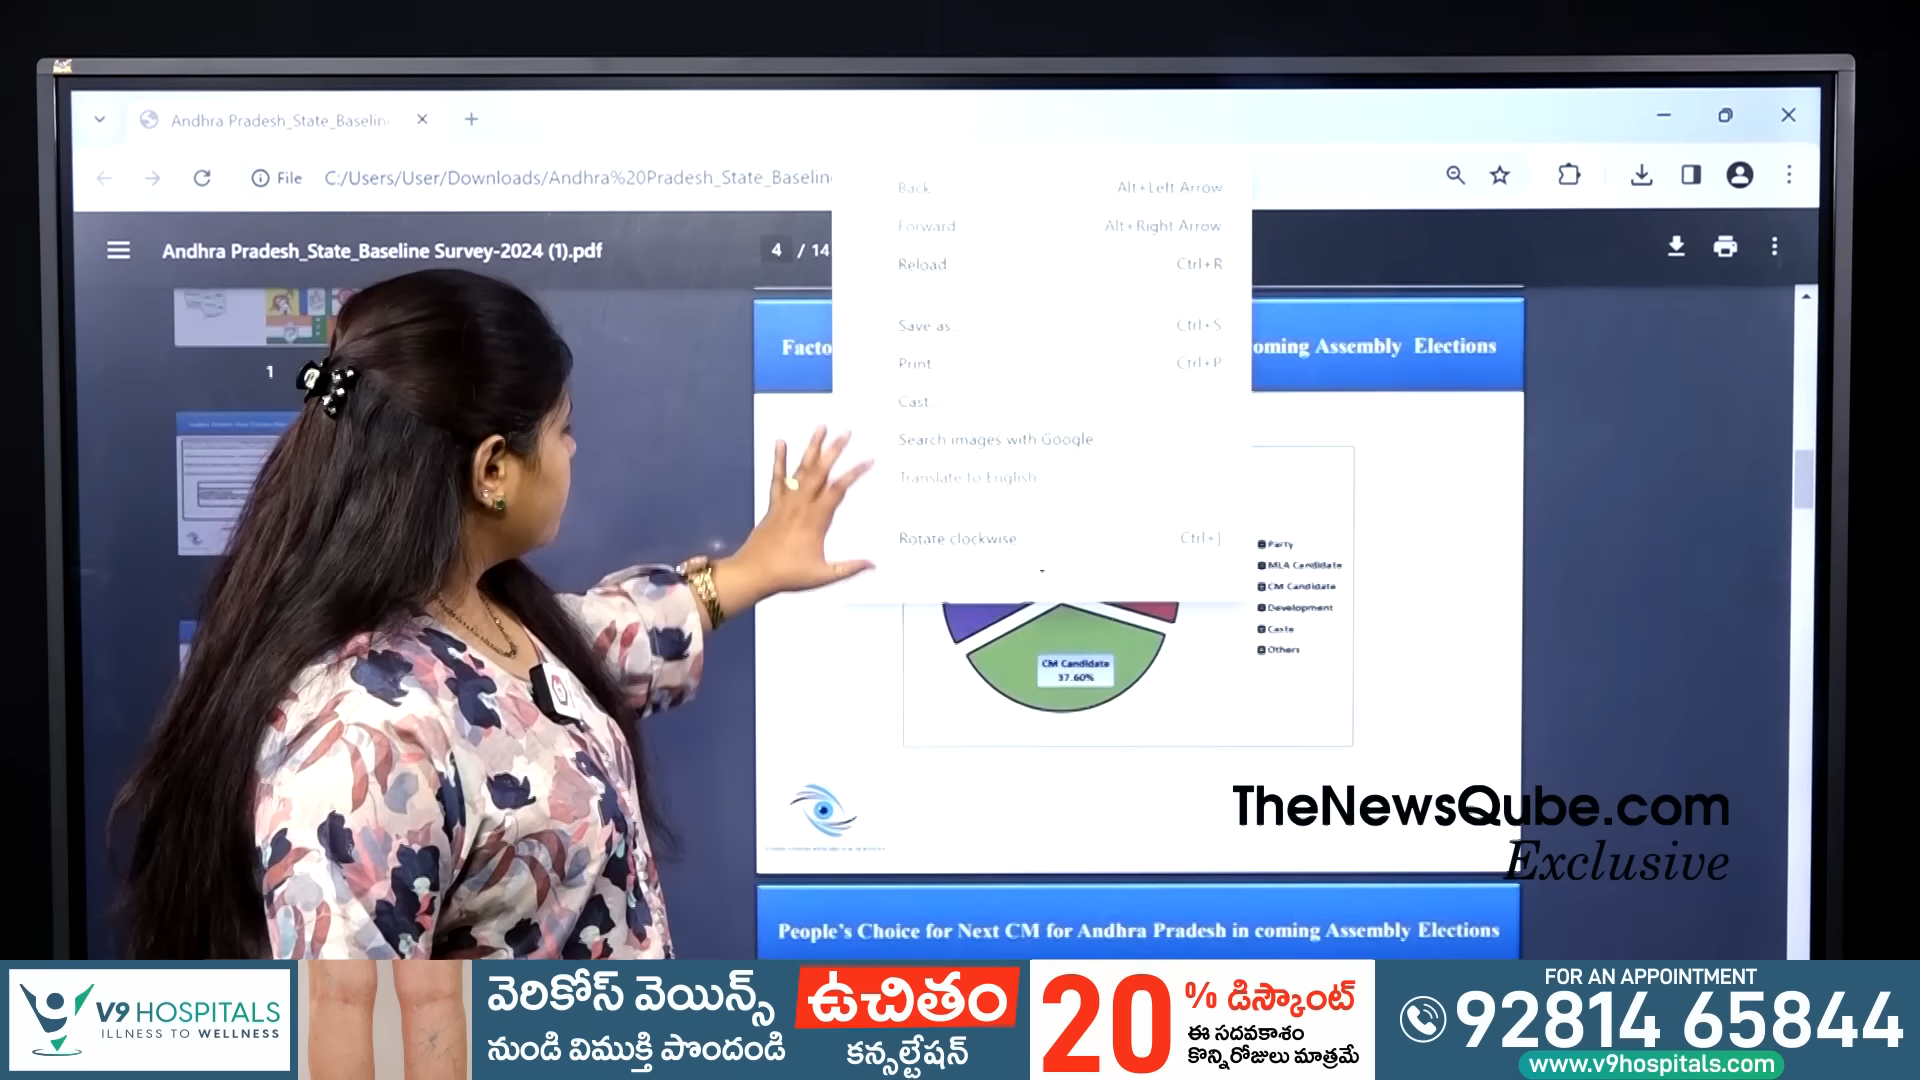 Andhra Pradesh_State_Baselin
File
C:/Users/User/Downloads/Andhra%20Pradesh_State_Baselin
Andhra Pradesh_State_Baseline Survey-2024 (1).pdf
4 / 14
Back Alt+Left Arrow
Forward Alt+Right Arrow
Reload Ctrl+R
Save as... Ctrl+S
Print Ctrl+P
Cast...
Search images with Google
Translate to English
Rotate clockwise Ctrl+]
1
Facto
oming Assembly Elections
Party
MLA Candidate
CM Candidate
Development
Caste
Others
CM Candidate
37.60%
TheNewsQube.com
Exclusive
People's Choice for Next CM for Andhra Pradesh in coming Assembly Elections
V9 HOSPITALS
ILLNESS TO WELLNESS
వెరికోస్ వెయిన్స్
నుండి విముక్తి పొందండి
ఉచితం
కన్సల్టేషన్
20
% డిస్కౌంట్
ఈ సదవకాశం
కొన్నిరోజులు మాత్రమే
FOR AN APPOINTMENT
92814 65844
www.v9hospitals.com